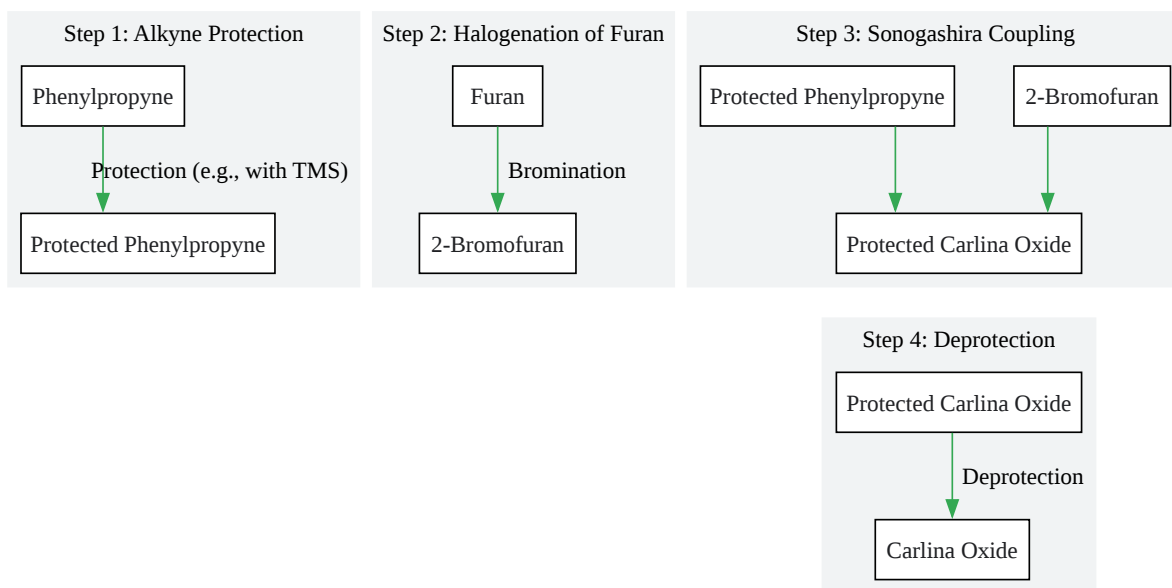 Step 1: Alkyne Protection
Phenylpropyne
Protection (e.g., with TMS)
Protected Phenylpropyne
Step 2: Halogenation of Furan
Furan
Bromination
2-Bromofuran
Step 3: Sonogashira Coupling
Protected Phenylpropyne
2-Bromofuran
Protected Carlina Oxide
Step 4: Deprotection
Protected Carlina Oxide
Deprotection
Carlina Oxide